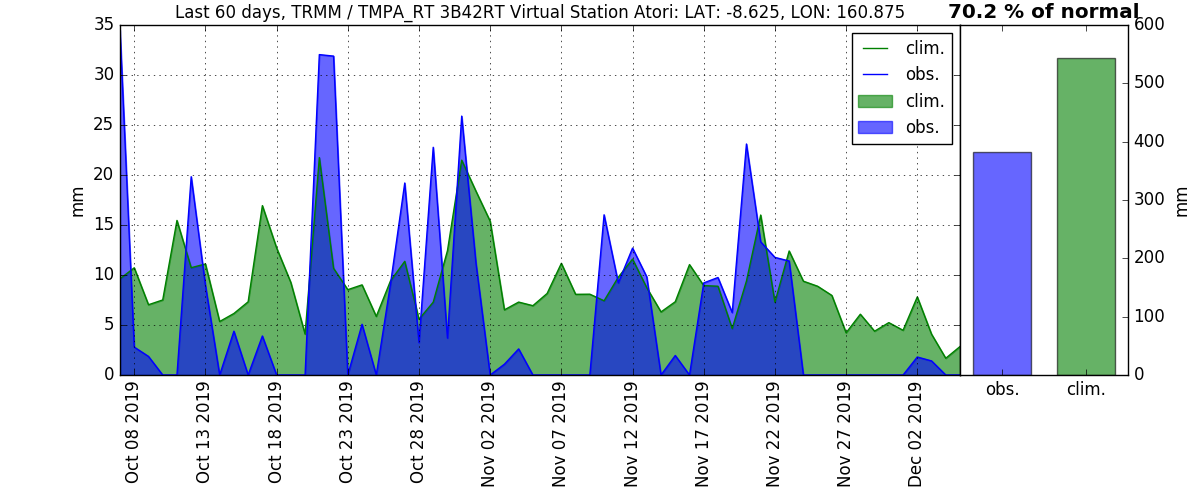 Last 60 days, TRMM / TMPA_RT 3B42RT Virtual Station Atori: LAT: -8.625, LON: 160.875
70.2 % of normal
35
30
25
20
15
10
5
0
mm
clim.
obs.
clim.
obs.
600
500
400
300
200
100
0
mm
Oct 08 2019
Oct 13 2019
Oct 18 2019
Oct 23 2019
Oct 28 2019
Nov 02 2019
Nov 07 2019
Nov 12 2019
Nov 17 2019
Nov 22 2019
Nov 27 2019
Dec 02 2019
obs.
clim.